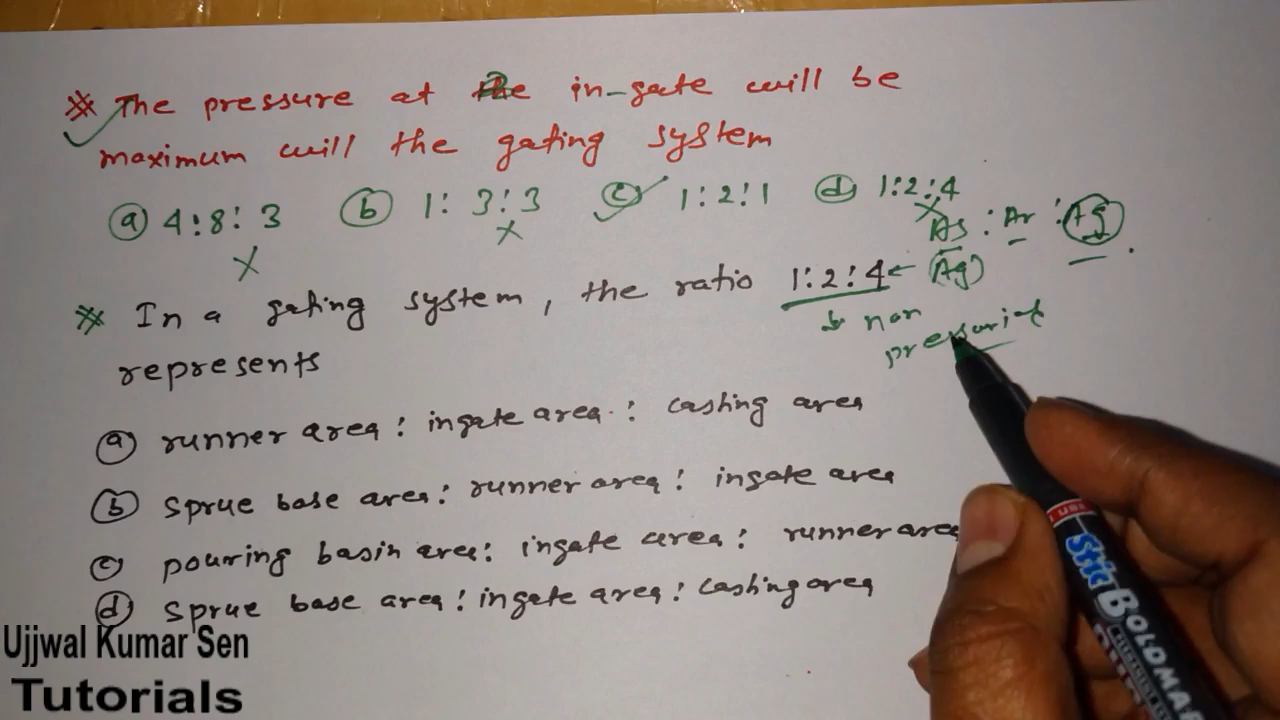 * The pressure at the in-gate will be
maximum will the gating system
ⓐ 4:8:3 ⓑ 1:3:3 ⓒ 1:2:1 ⓓ 1:2:4
As : Ar : Ag
* In a gating system, the ratio 1:2:4 ← (Ag)
represents
non
ⓐ runner area : ingate area : casting area
ⓑ sprue base area : runner area : ingate area
ⓒ pouring basin area : ingate area : runner area
ⓓ sprue base area : ingate area : casting area
Ujjwal Kumar Sen
Tutorials
Stic BOLDMA